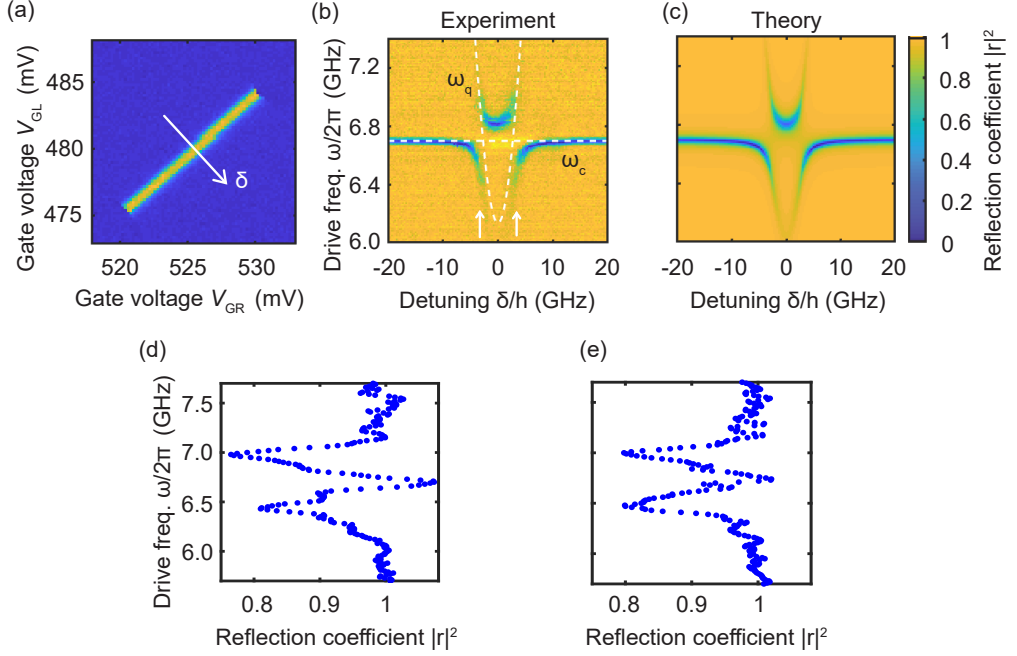 (a)
Gate voltage V_GL (mV)
485
480
475
520
525
530
Gate voltage V_GR (mV)
δ
(b)
Experiment
Drive freq. ω/2π (GHz)
7.2
6.8
6.4
6.0
-20
-10
0
10
20
Detuning δ/h (GHz)
ω_q
ω_c
(c)
Theory
-20
-10
0
10
20
Detuning δ/h (GHz)
1
0.8
0.6
0.4
0.2
0
Reflection coefficient |r|²
(d)
Drive freq. ω/2π (GHz)
7.5
7.0
6.5
6.0
0.8
0.9
1
Reflection coefficient |r|²
(e)
0.8
0.9
1
Reflection coefficient |r|²